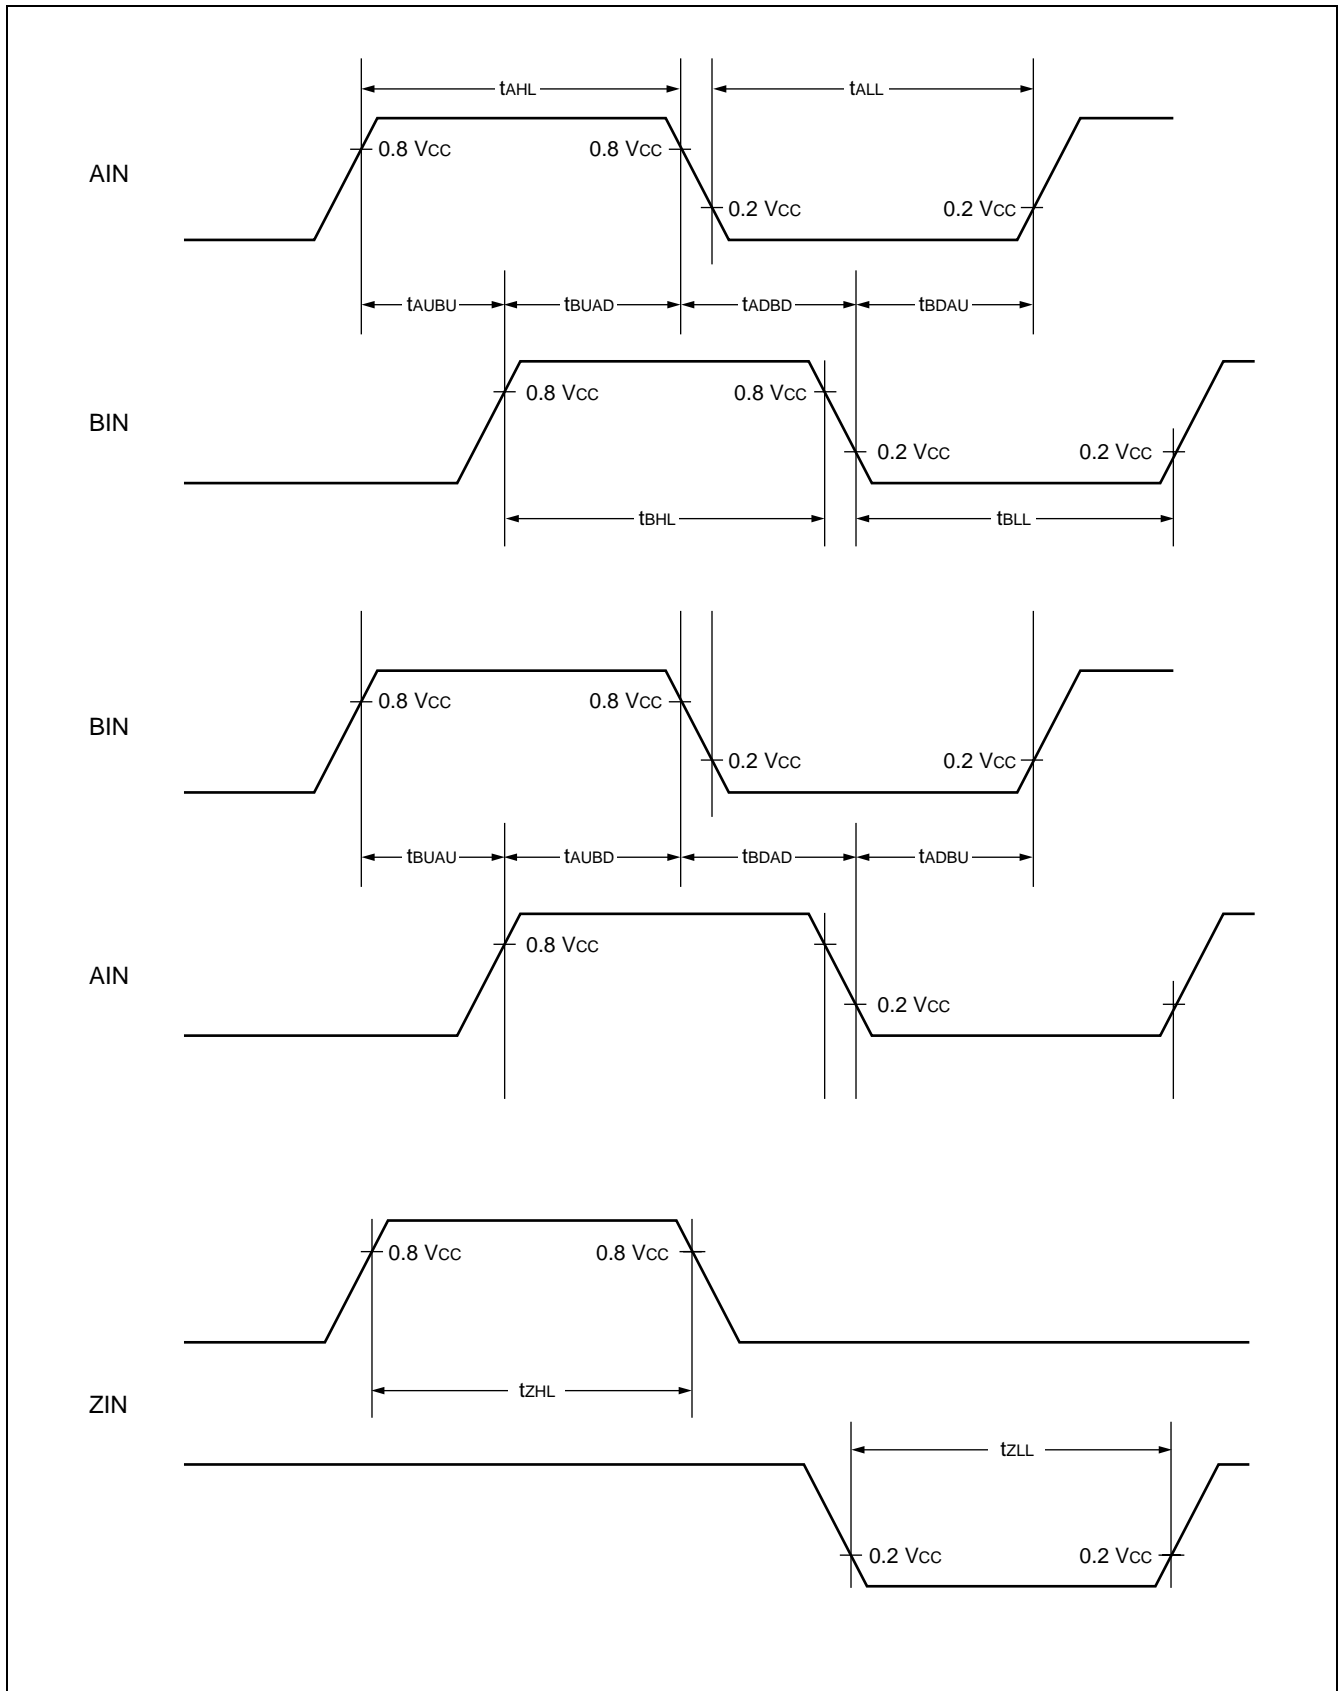 tAHL tALL
0.8 VCC 0.8 VCC
AIN
0.2 VCC 0.2 VCC
tAUBU tBUAD tADBD tBDAU
0.8 VCC 0.8 VCC
BIN
0.2 VCC 0.2 VCC
tBHL tBLL
0.8 VCC 0.8 VCC
BIN
0.2 VCC 0.2 VCC
tBUAU tAUBD tBDAD tADBU
0.8 VCC
AIN
0.2 VCC
0.8 VCC 0.8 VCC
tZHL
ZIN
tZLL
0.2 VCC 0.2 VCC